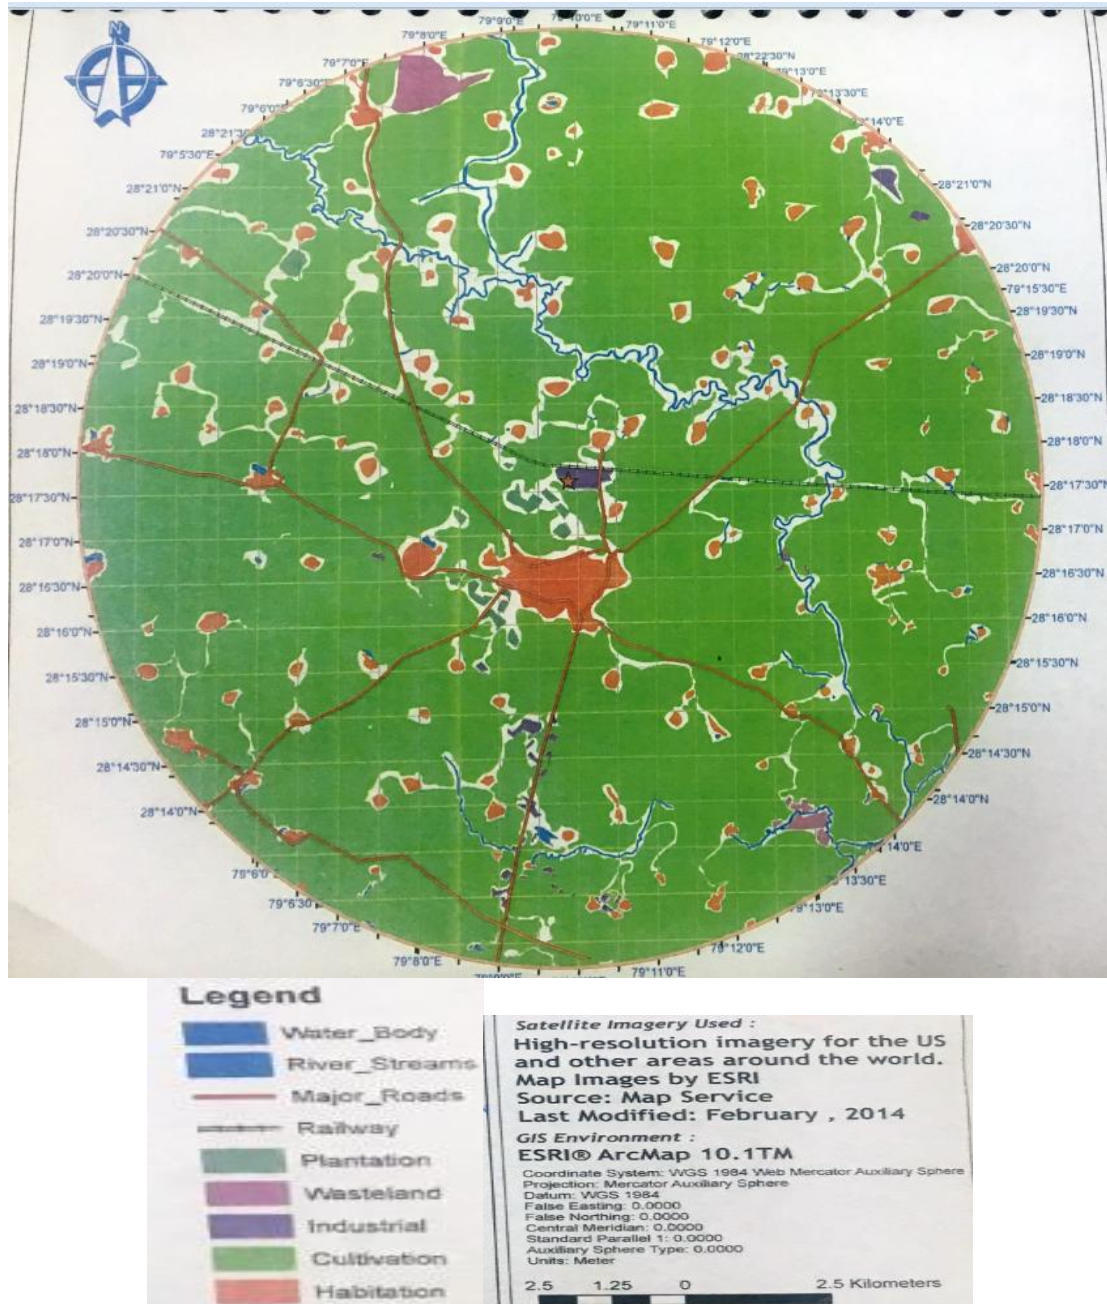 N
79°9'0"E
79°10'0"E
79°11'0"E
79°8'0"E
79°12'0"E
79°7'0"E
28°22'30"N
79°6'30"E
79°13'0"E
79°6'0"E
79°13'30"E
28°21'30"
79°14'0"E
79°5'30"E
28°21'0"N
28°21'0"N
28°20'30"N
28°20'30"N
28°20'0"N
28°20'0"N
79°15'30"E
28°19'30"N
28°19'30"N
28°19'0"N
28°19'0"N
28°18'30"N
28°18'30"N
28°18'0"N
28°18'0"N
28°17'30"N
28°17'30"N
28°17'0"N
28°17'0"N
28°16'30"N
28°16'30"N
28°16'0"N
28°16'0"N
28°15'30"N
28°15'30"N
28°15'0"N
28°15'0"N
28°14'30"N
28°14'30"N
28°14'0"N
28°14'0"N
79°14'0"E
79°6'0"
79°13'30"E
79°6'30"
79°13'0"E
79°7'0"E
79°12'0"E
79°8'0"E
79°11'0"E
Legend
Water_Body
River_Streams
Major_Roads
Railway
Plantation
Wasteland
Industrial
Cultivation
Habitation
Satellite Imagery Used :
High-resolution imagery for the US
and other areas around the world.
Map Images by ESRI
Source: Map Service
Last Modified: February , 2014
GIS Environment :
ESRI® ArcMap 10.1TM
Coordinate System: WGS 1984 Web Mercator Auxiliary Sphere
Projection: Mercator Auxiliary Sphere
Datum: WGS 1984
False Easting: 0.0000
False Northing: 0.0000
Central Meridian: 0.0000
Standard Parallel 1: 0.0000
Auxiliary Sphere Type: 0.0000
Units: Meter
2.5 1.25 0 2.5 Kilometers